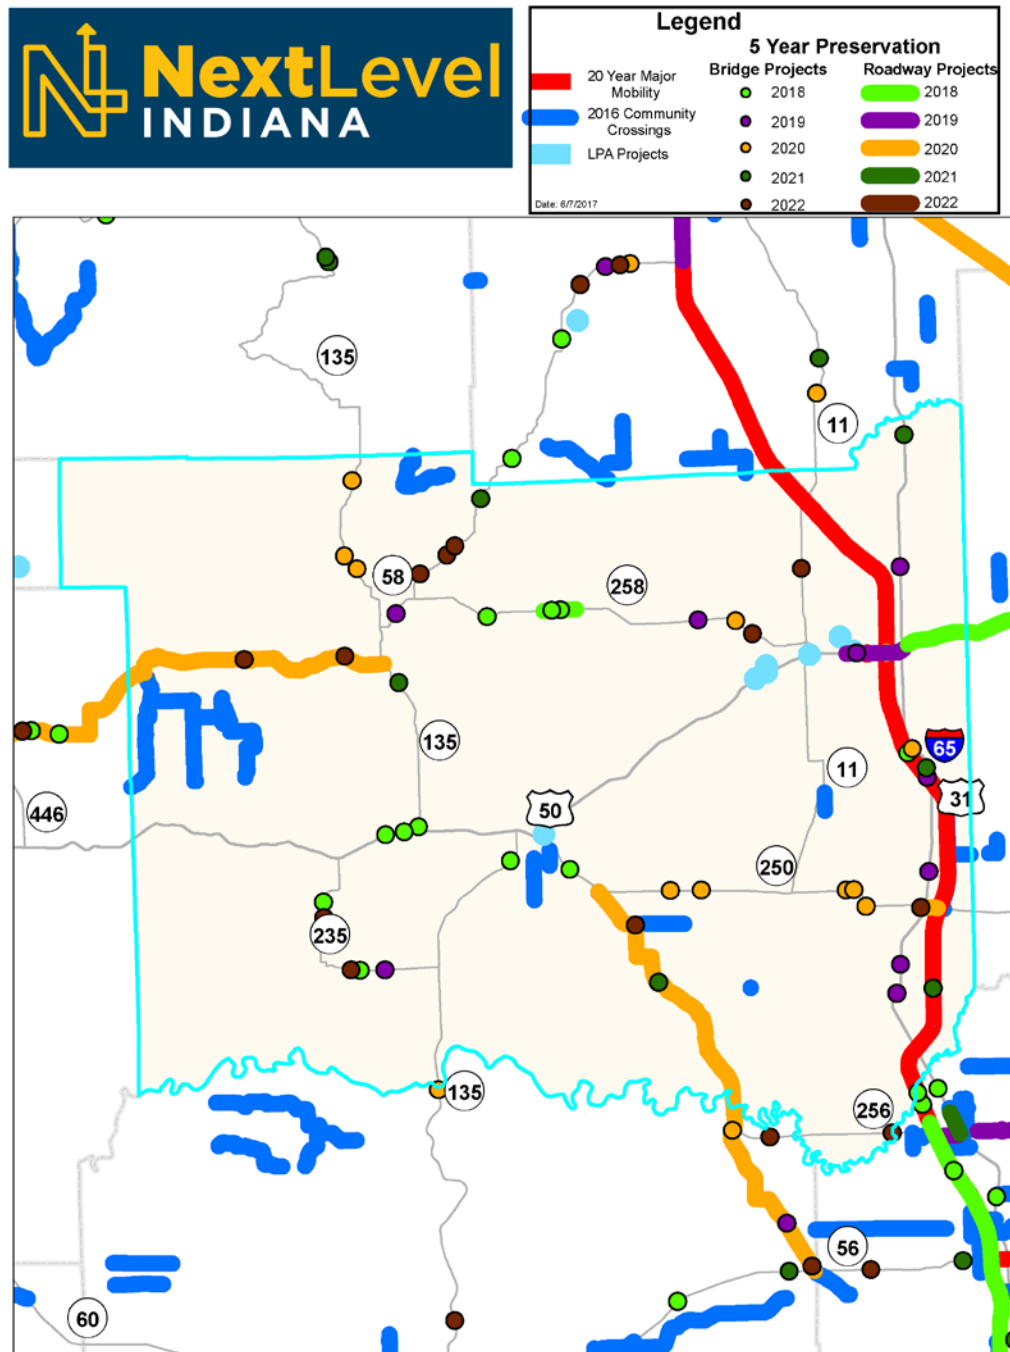 NextLevel
INDIANA
Legend
5 Year Preservation
Bridge Projects
Roadway Projects
20 Year Major
Mobility
2016 Community
Crossings
LPA Projects
2018
2019
2020
2021
2022
2018
2019
2020
2021
2022
Date: 6/7/2017
135
11
58
258
135
65
31
11
446
50
250
235
135
256
56
60